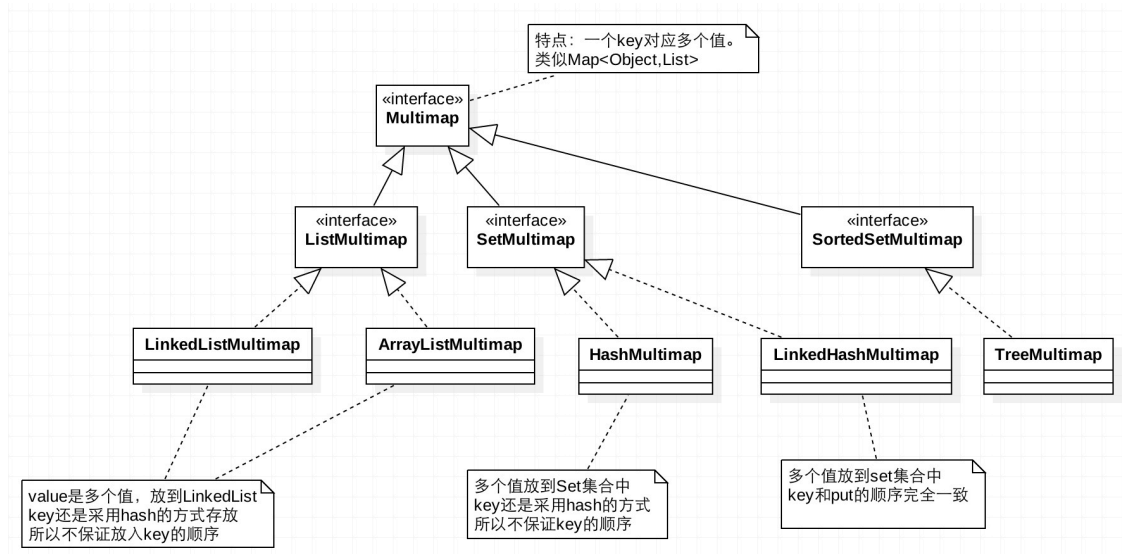 特点：一个key对应多个值。
类似Map<Object,List>
«interface»
Multimap
«interface»
ListMultimap
«interface»
SetMultimap
«interface»
SortedSetMultimap
LinkedListMultimap
ArrayListMultimap
HashMultimap
LinkedHashMultimap
TreeMultimap
value是多个值，放到LinkedList
key还是采用hash的方式存放
所以不保证放入key的顺序
多个值放到Set集合中
key还是采用hash的方式
所以不保证key的顺序
多个值放到set集合中
key和put的顺序完全一致